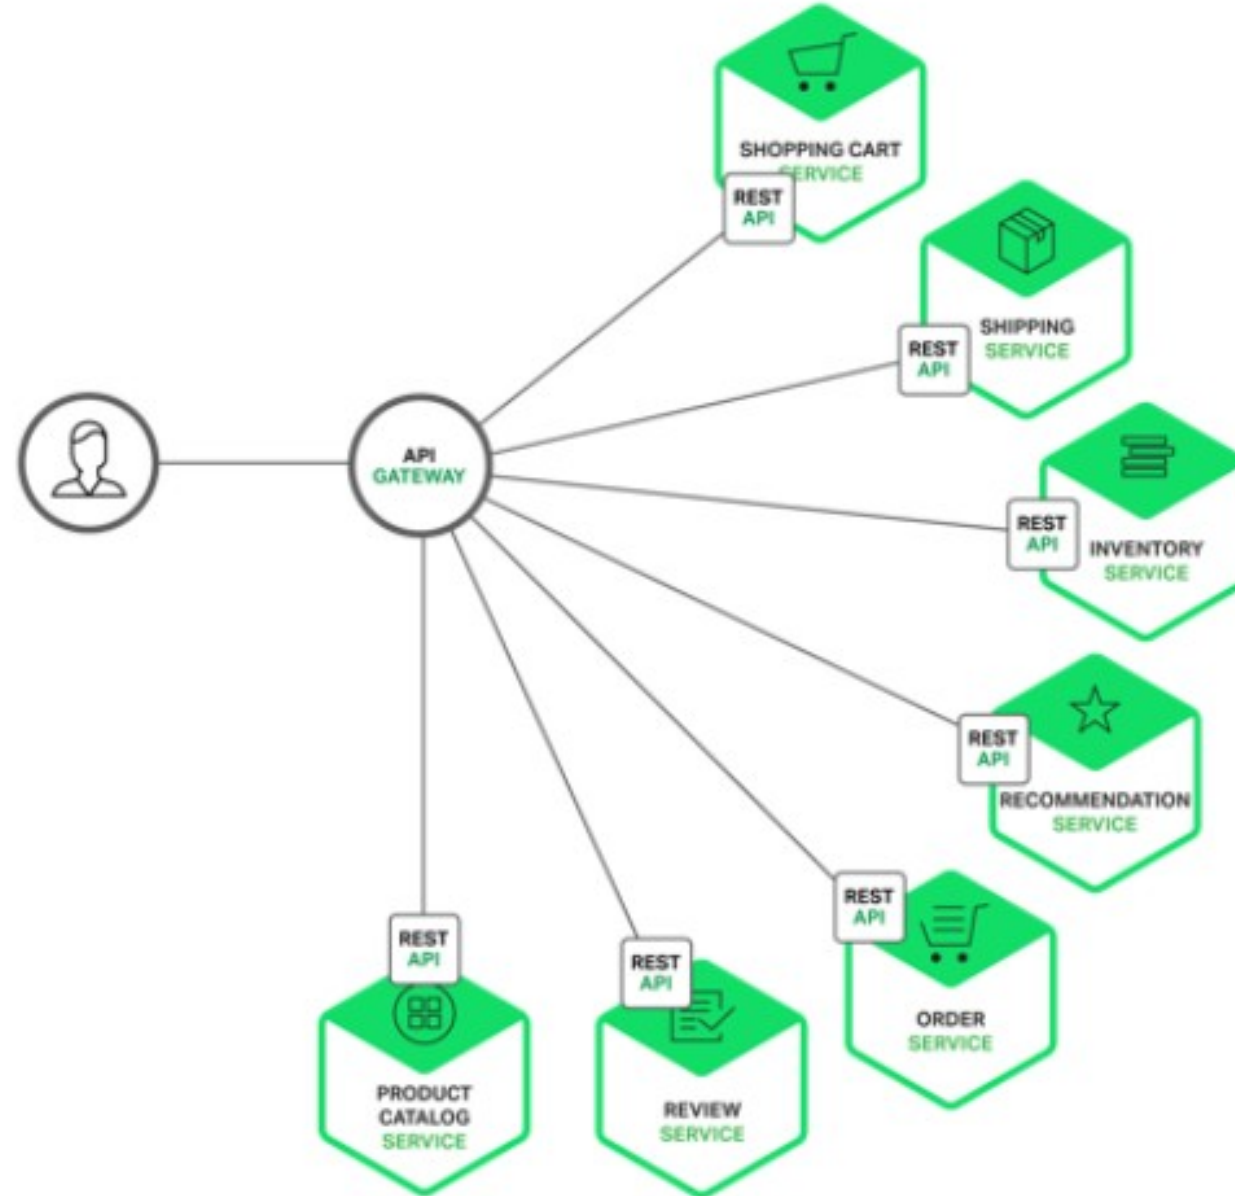 SHOPPING CART
SERVICE
REST
API
SHIPPING
SERVICE
REST
API
API
GATEWAY
REST
API
INVENTORY
SERVICE
REST
API
RECOMMENDATION
SERVICE
REST
API
ORDER
SERVICE
REST
API
REVIEW
SERVICE
REST
API
PRODUCT
CATALOG
SERVICE